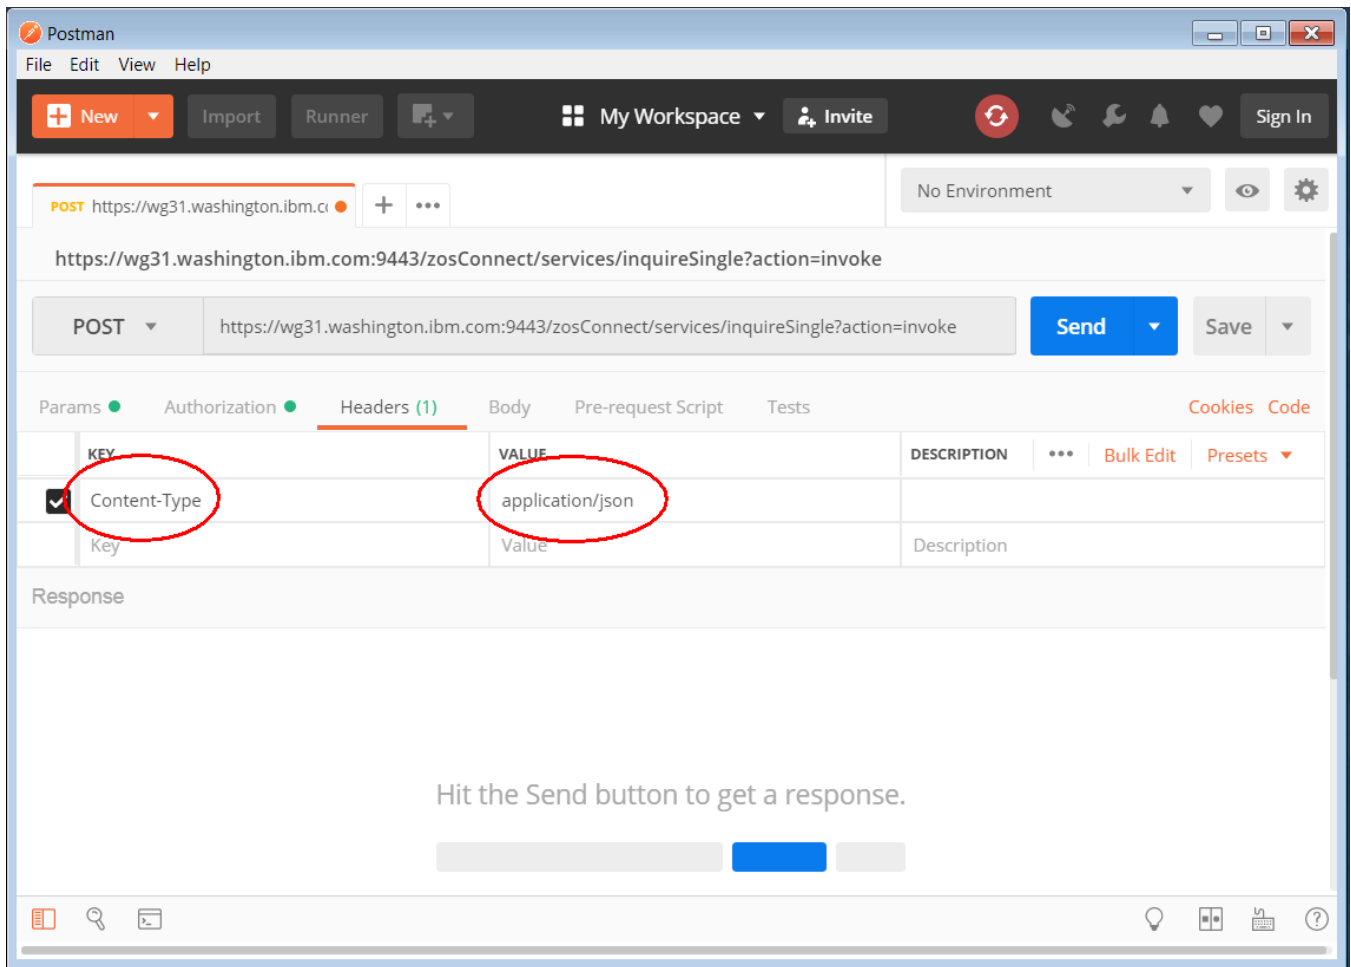 Postman
File Edit View Help
New Import Runner My Workspace Invite Sign In
POST https://wg31.washington.ibm.c No Environment
https://wg31.washington.ibm.com:9443/zosConnect/services/inquireSingle?action=invoke
POST https://wg31.washington.ibm.com:9443/zosConnect/services/inquireSingle?action=invoke Send Save
Params Authorization Headers (1) Body Pre-request Script Tests Cookies Code
KEY VALUE DESCRIPTION Bulk Edit Presets
Content-Type application/json
Key Value Description
Response
Hit the Send button to get a response.